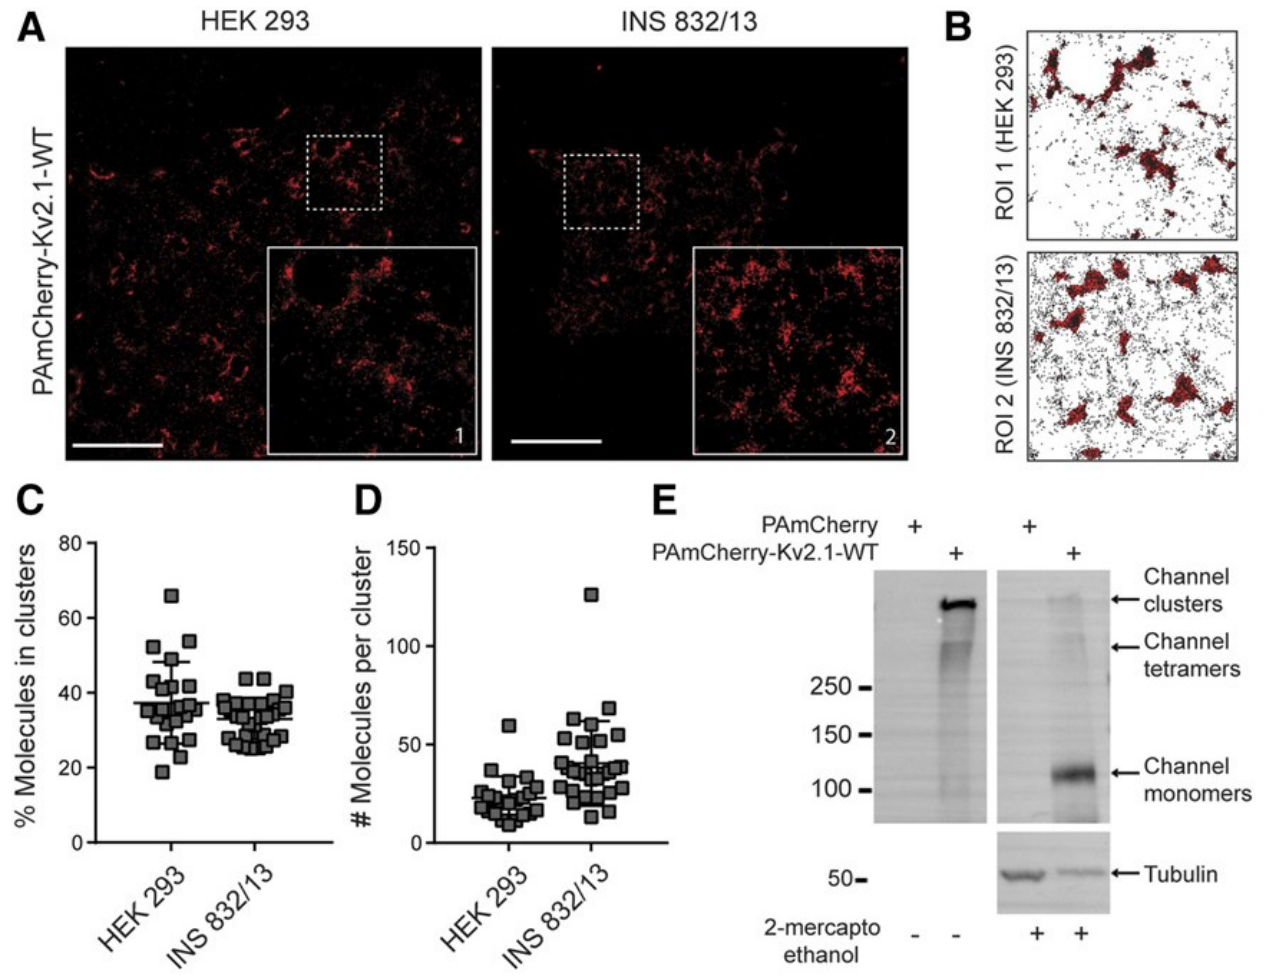 A
HEK 293
INS 832/13
PAmCherry-Kv2.1-WT
1
2
B
ROI 1 (HEK 293)
ROI 2 (INS 832/13)
C
% Molecules in clusters
80
60
40
20
0
HEK 293
INS 832/13
D
# Molecules per cluster
150
100
50
0
HEK 293
INS 832/13
E
PAmCherry + +
PAmCherry-Kv2.1-WT + +
Channel
clusters
Channel
tetramers
250
150
100
Channel
monomers
50
Tubulin
2-mercapto
ethanol
- - + +